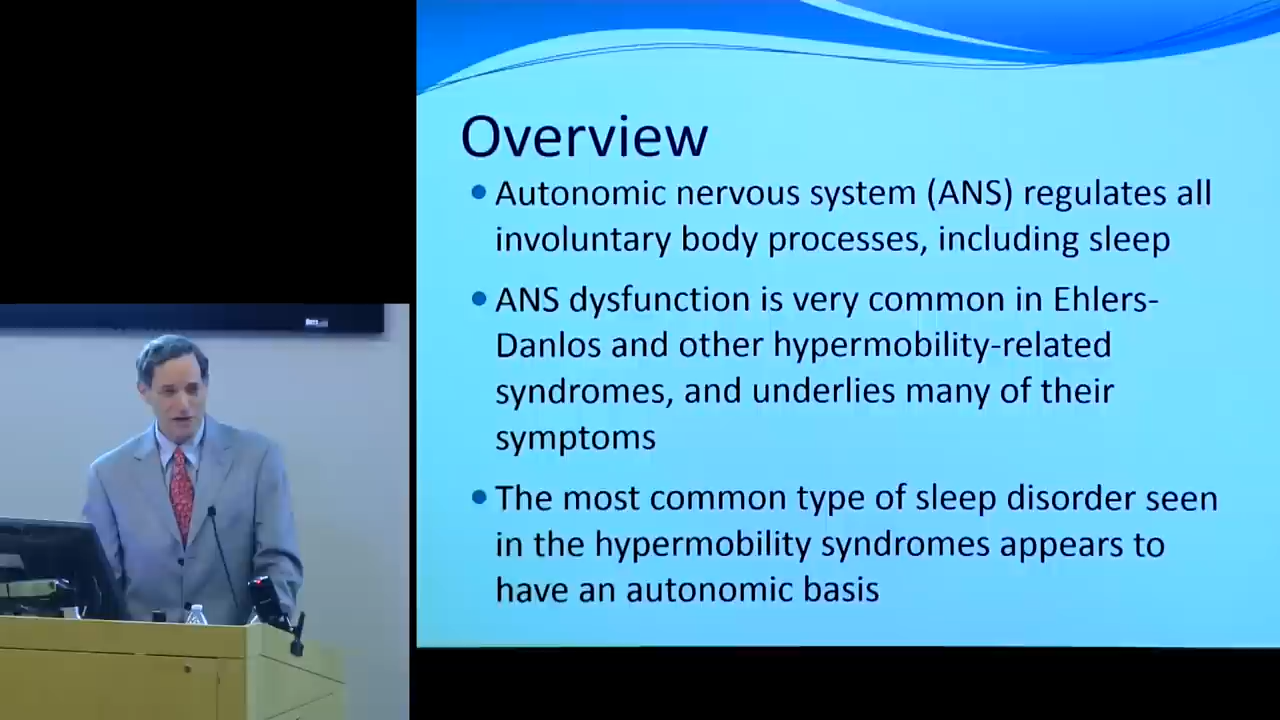 Overview
Autonomic nervous system (ANS) regulates all
involuntary body processes, including sleep
ANS dysfunction is very common in Ehlers-
Danlos and other hypermobility-related
syndromes, and underlies many of their
symptoms
The most common type of sleep disorder seen
in the hypermobility syndromes appears to
have an autonomic basis